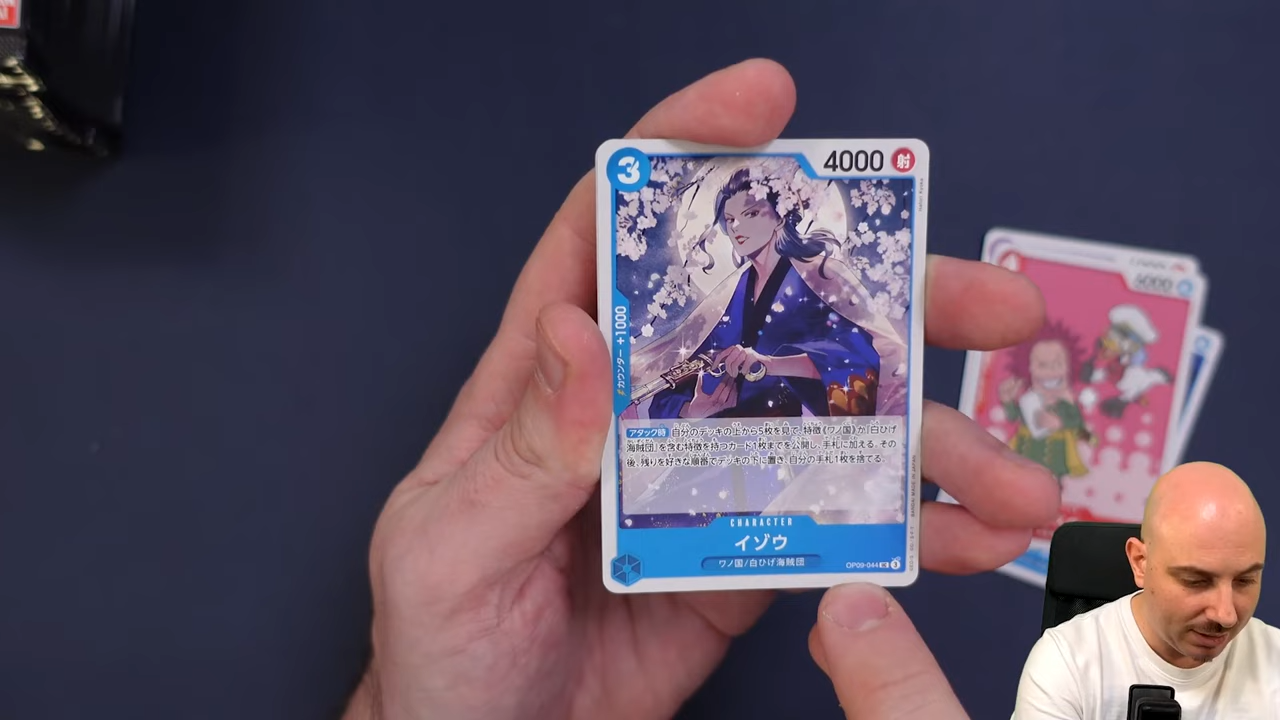 3
4000 射
カウンター +1000
アタック時 自分のデッキの上から5枚を見て、特徴《ワノ国》か『白ひげ
海賊団』を含む特徴を持つカード1枚までを公開し、手札に加える。その
後、残りを好きな順番でデッキの下に置き、自分の手札1枚を捨てる。
CHARACTER
イゾウ
ワノ国/白ひげ海賊団
OP09-044 UC 3